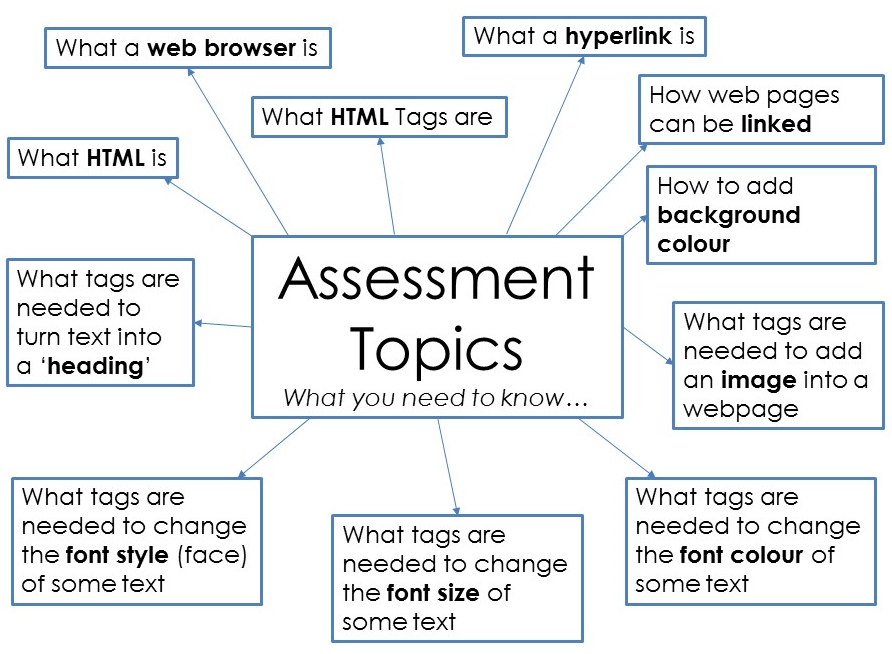 What a web browser is
What a hyperlink is
What HTML Tags are
How web pages
can be linked
What HTML is
How to add
background
colour
Assessment
Topics
What you need to know…
What tags are
needed to
turn text into
a ‘heading’
What tags are
needed to add
an image into a
webpage
What tags are
needed to change
the font style (face)
of some text
What tags are
needed to change
the font size of
some text
What tags are
needed to change
the font colour of
some text